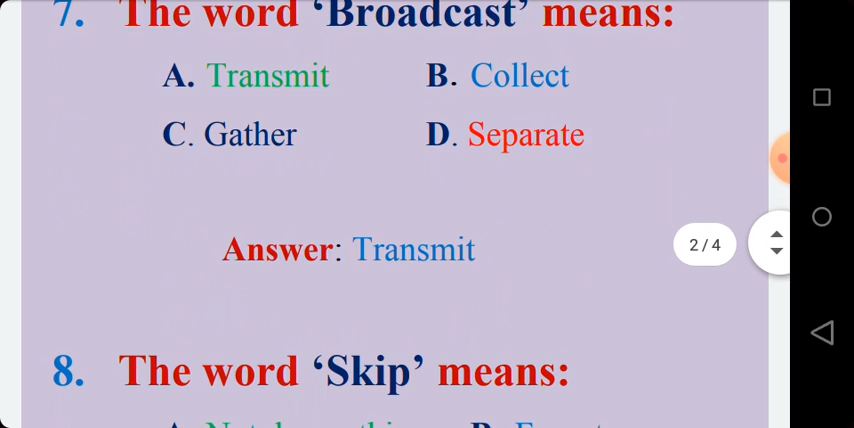 7. The word ‘Broadcast’ means:
A. Transmit B. Collect
C. Gather D. Separate
Answer: Transmit
2 / 4
8. The word ‘Skip’ means: